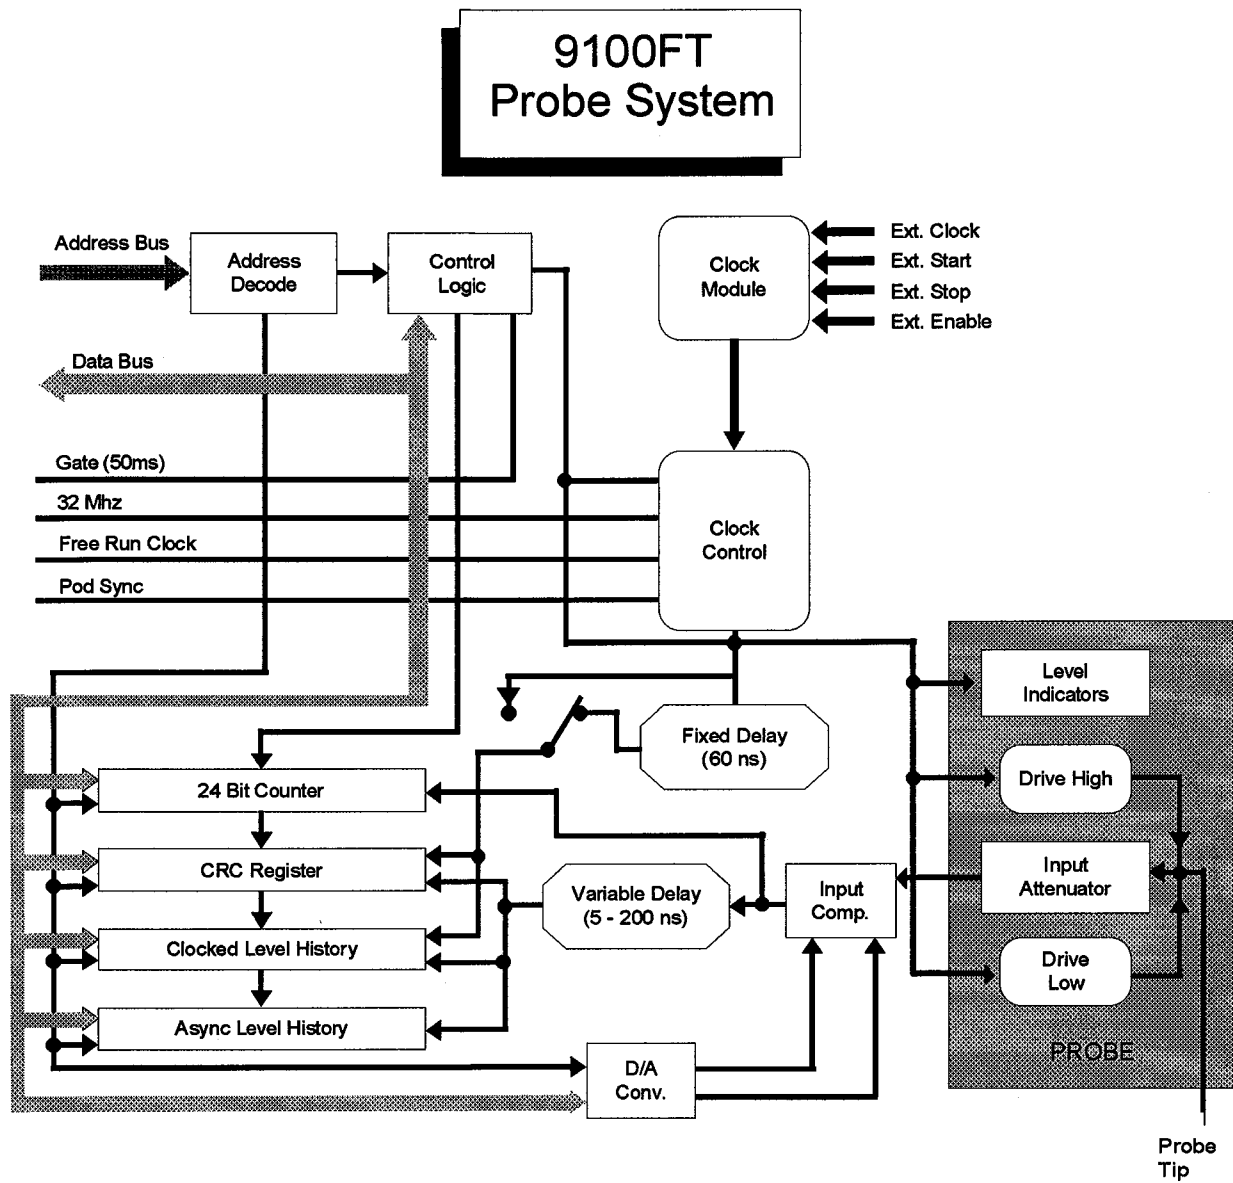 9100FT
Probe System
Address Bus
Address
Decode
Control
Logic
Clock
Module
Ext. Clock
Ext. Start
Ext. Stop
Ext. Enable
Data Bus
Gate (50ms)
32 Mhz
Free Run Clock
Pod Sync
Clock
Control
Level
Indicators
Fixed Delay
(60 ns)
Drive High
24 Bit Counter
CRC Register
Variable Delay
(5 - 200 ns)
Input
Comp.
Input
Attenuator
Clocked Level History
Drive
Low
Async Level History
PROBE
D/A
Conv.
Probe
Tip